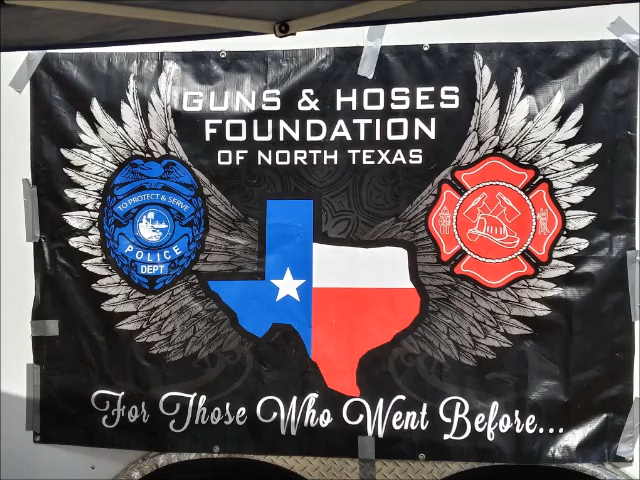 GUNS & HOSES
FOUNDATION
OF NORTH TEXAS
TO PROTECT & SERVE
POLICE
DEPT
For Those Who Went Before...